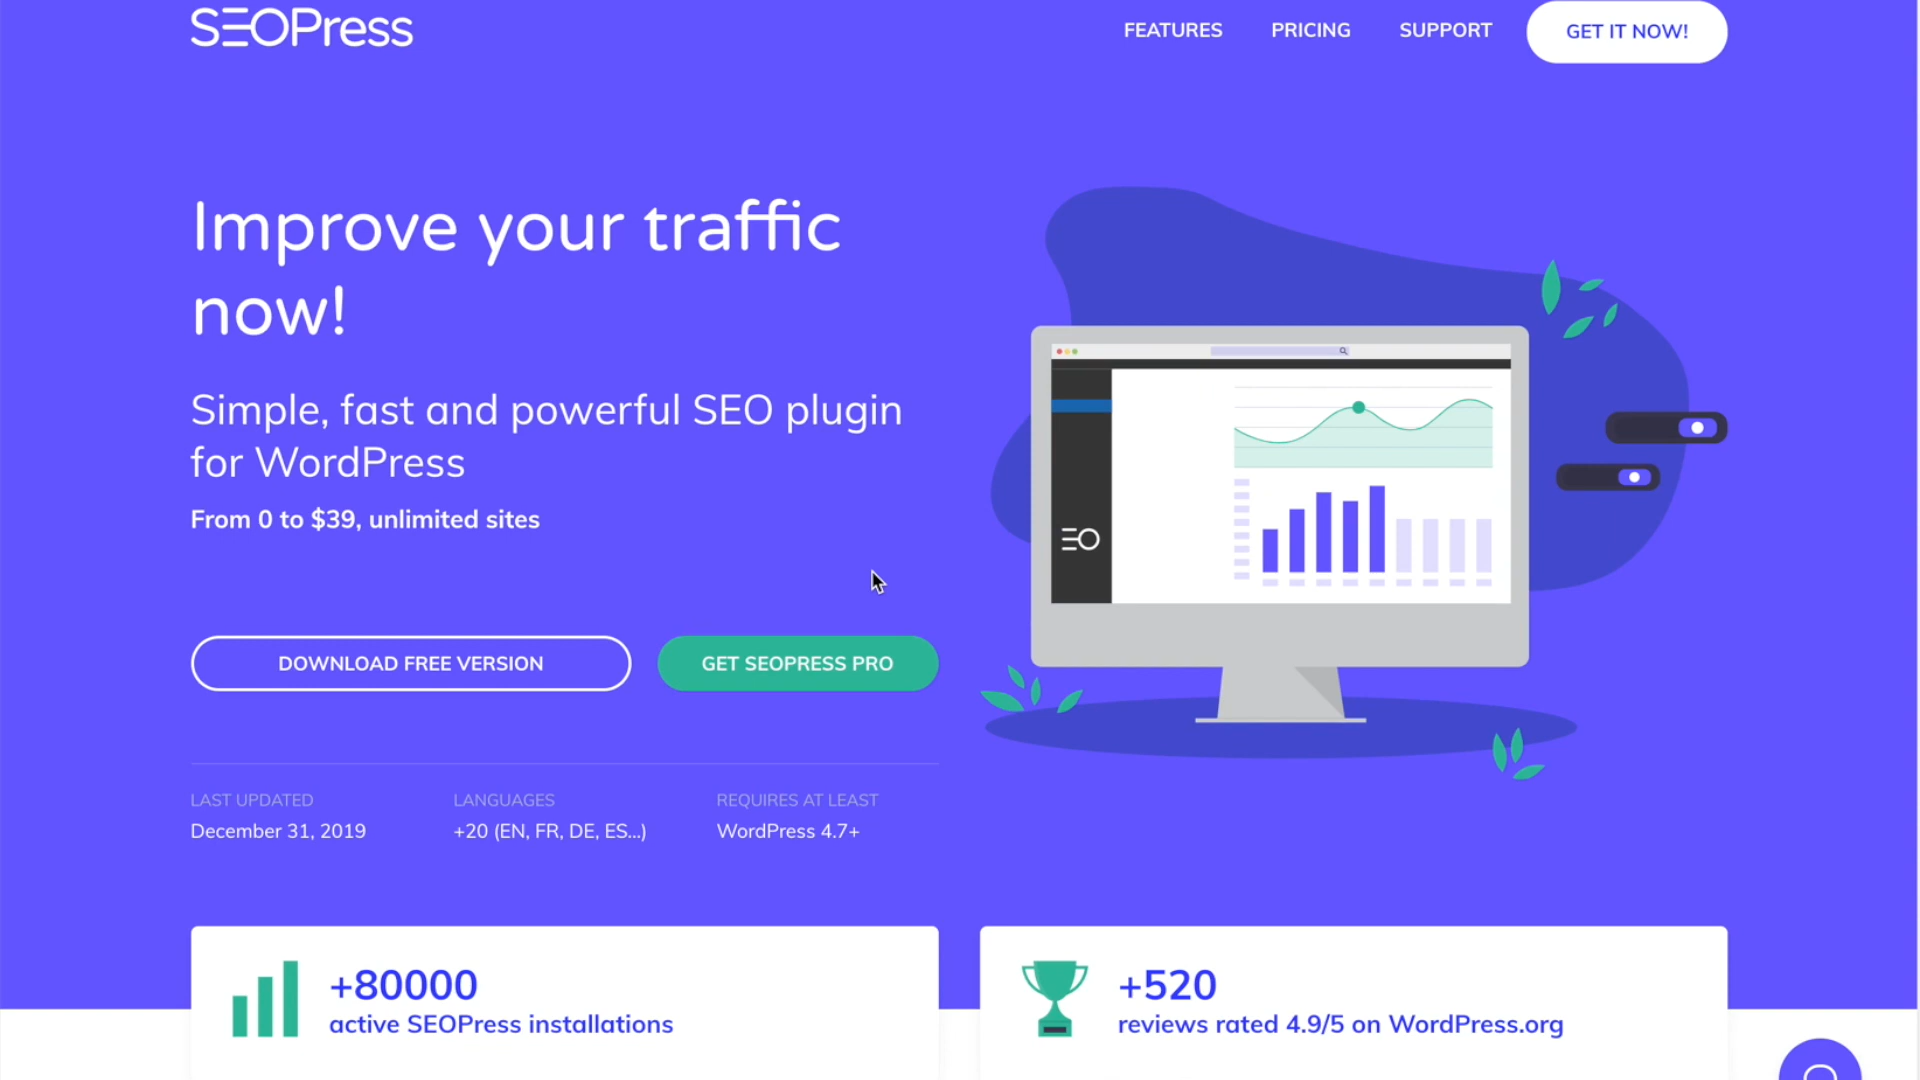 SEOPress
FEATURES
PRICING
SUPPORT
GET IT NOW!
Improve your traffic
now!
Simple, fast and powerful SEO plugin
for WordPress
From 0 to $39, unlimited sites
DOWNLOAD FREE VERSION
GET SEOPRESS PRO
LAST UPDATED
December 31, 2019
LANGUAGES
+20 (EN, FR, DE, ES...)
REQUIRES AT LEAST
WordPress 4.7+
+80000
active SEOPress installations
+520
reviews rated 4.9/5 on WordPress.org